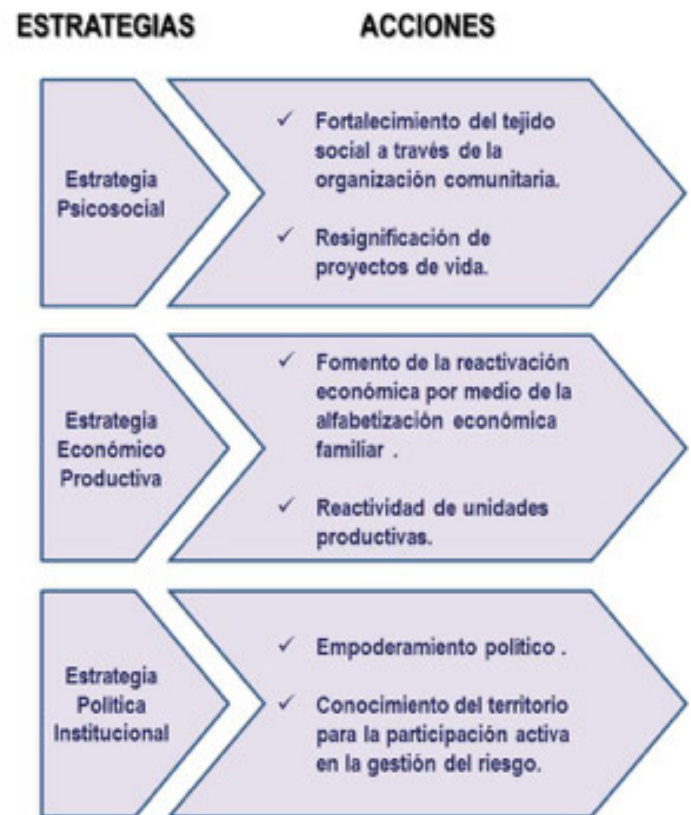 ESTRATEGIAS
ACCIONES
Estrategia
Psicosocial
✓ Fortalecimiento del tejido
social a través de la
organización comunitaria.
✓ Resignificación de
proyectos de vida.
Estrategia
Económico
Productiva
✓ Fomento de la reactivación
económica por medio de la
alfabetización económica
familiar .
✓ Reactividad de unidades
productivas.
Estrategia
Política
Institucional
✓ Empoderamiento político .
✓ Conocimiento del territorio
para la participación activa
en la gestión del riesgo.